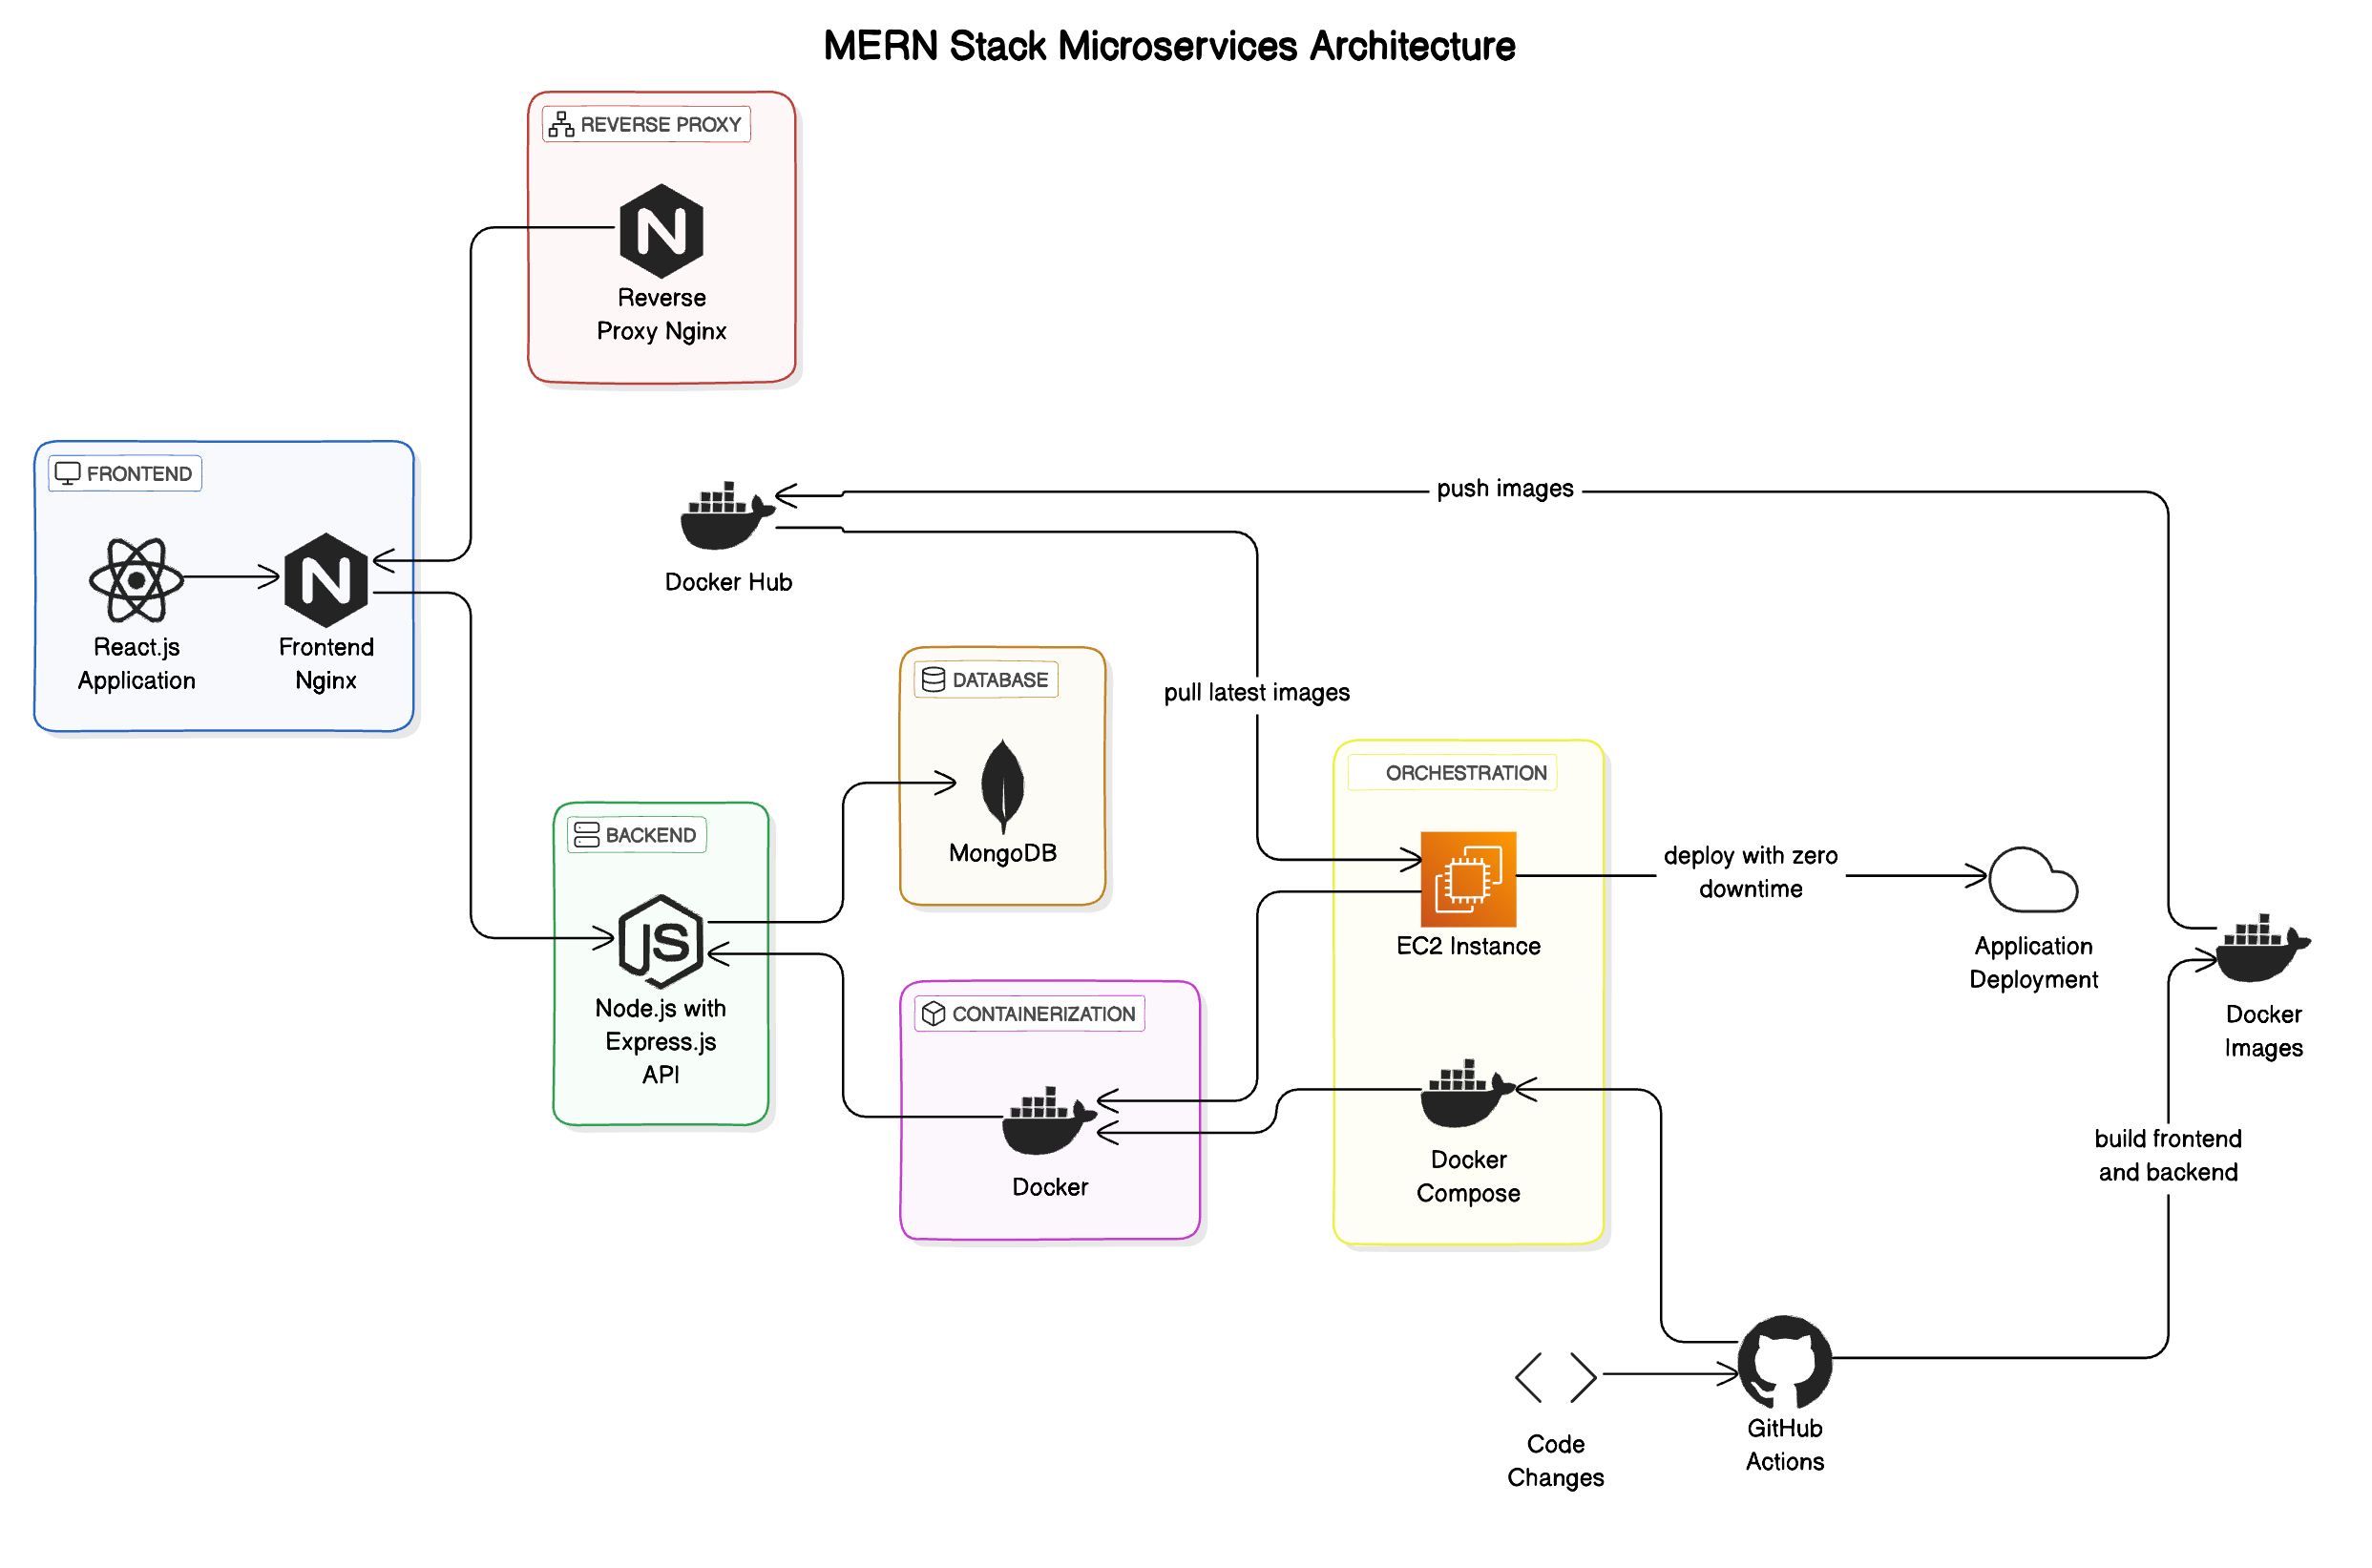 MERN Stack Microservices Architecture
REVERSE PROXY
N
Reverse
Proxy Nginx
FRONTEND
React.js
Application
N
Frontend
Nginx
Docker Hub
push images
pull latest images
DATABASE
MongoDB
ORCHESTRATION
EC2 Instance
deploy with zero
downtime
Application
Deployment
BACKEND
JS
Node.js with
Express.js
API
CONTAINERIZATION
Docker
Docker
Compose
Docker
Images
build frontend
and backend
Code
Changes
GitHub
Actions